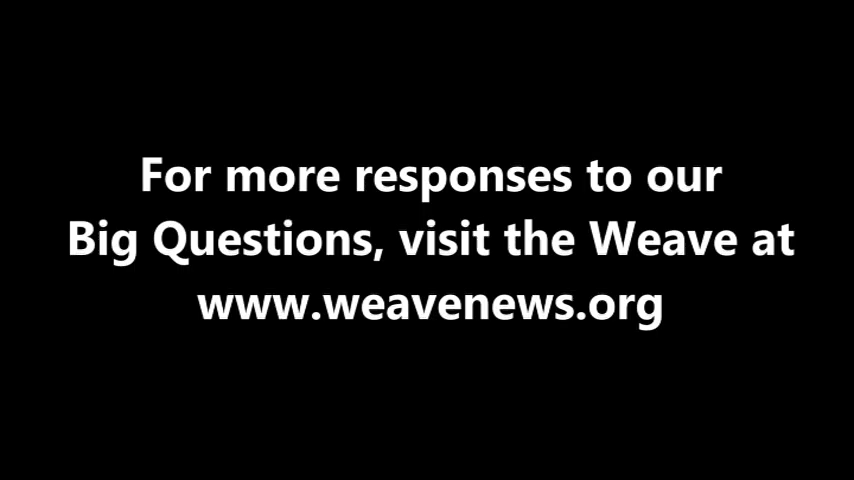 For more responses to our
Big Questions, visit the Weave at
www.weavenews.org